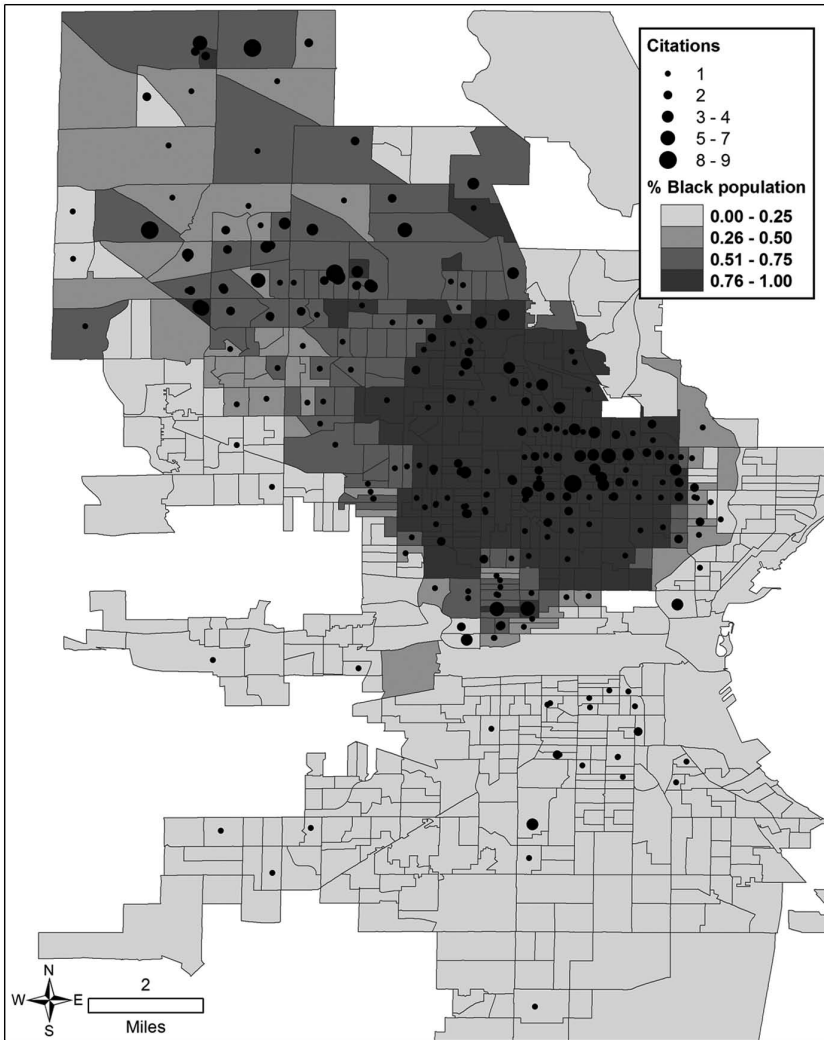 Citations
1
2
3 - 4
5 - 7
8 - 9
% Black population
0.00 - 0.25
0.26 - 0.50
0.51 - 0.75
0.76 - 1.00
N
W E
S
2
Miles